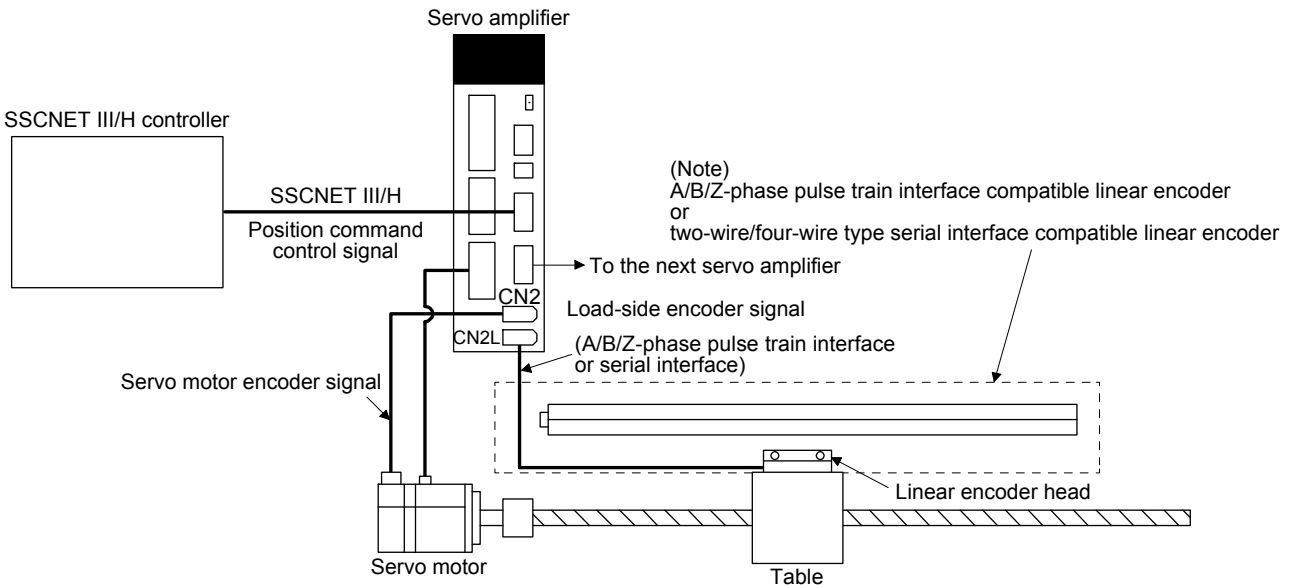 Servo amplifier
SSCNET III/H controller
SSCNET III/H
Position command
control signal
(Note)
A/B/Z-phase pulse train interface compatible linear encoder
or
two-wire/four-wire type serial interface compatible linear encoder
To the next servo amplifier
CN2
Load-side encoder signal
CN2L
(A/B/Z-phase pulse train interface
or serial interface)
Servo motor encoder signal
Linear encoder head
Servo motor
Table